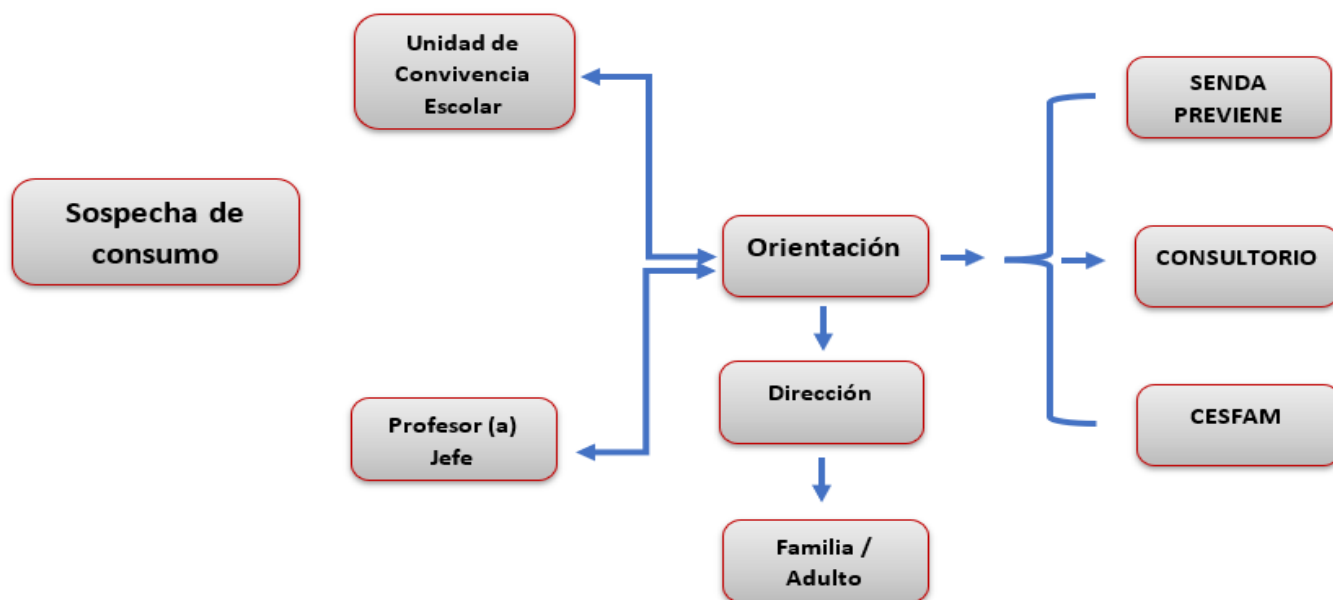 Unidad de
Convivencia
Escolar
Sospecha de
consumo
Profesor (a)
Jefe
Orientación
Dirección
Familia /
Adulto
SENDA
PREVIENE
CONSULTORIO
CESFAM